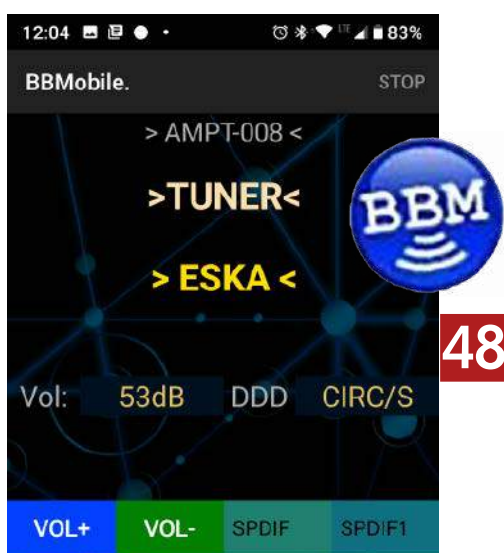 12:04 LTE 83%
BBMobile. STOP
> AMPT-008 <
>TUNER<
BBM
> ESKA <
48
Vol: 53dB DDD CIRC/S
VOL+ VOL- SPDIF SPDIF1